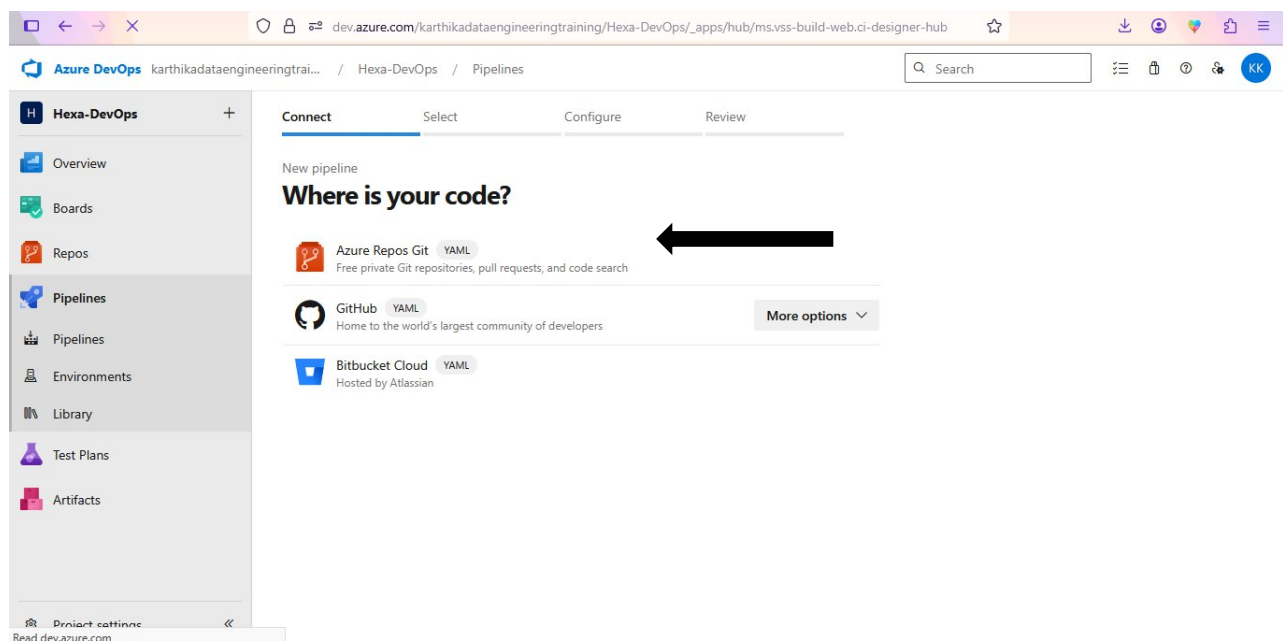 dev.azure.com/karthikadataengineeringtraining/Hexa-DevOps/_apps/hub/ms.vss-build-web.ci-designer-hub
Azure DevOps karthikadataengineeringtrai... / Hexa-DevOps / Pipelines
Search
KK
H Hexa-DevOps +
Overview
Boards
Repos
Pipelines
Pipelines
Environments
Library
Test Plans
Artifacts
Project settings
Read dev.azure.com
Connect Select Configure Review
New pipeline
Where is your code?
Azure Repos Git YAML
Free private Git repositories, pull requests, and code search
GitHub YAML
Home to the world's largest community of developers
More options
Bitbucket Cloud YAML
Hosted by Atlassian